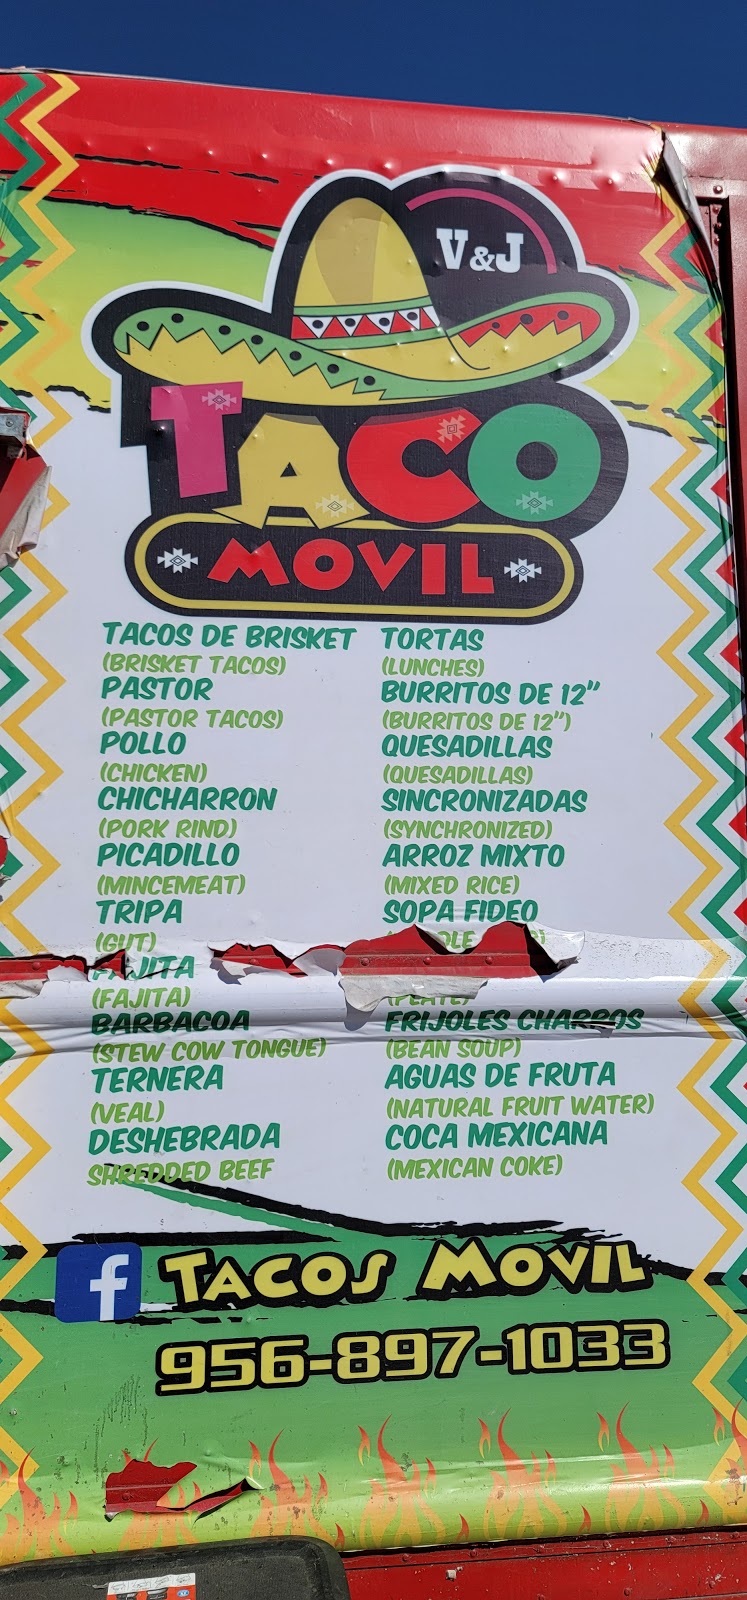 V&J
TACO
MOVIL
TACOS DE BRISKET
(BRISKET TACOS)
PASTOR
(PASTOR TACOS)
POLLO
(CHICKEN)
CHICHARRON
(PORK RIND)
PICADILLO
(MINCEMEAT)
TRIPA
(GUT)
FAJITA
(FAJITA)
BARBACOA
(STEW COW TONGUE)
TERNERA
(VEAL)
DESHEBRADA
SHREDDED BEEF
TORTAS
(LUNCHES)
BURRITOS DE 12"
(BURRITOS DE 12")
QUESADILLAS
(QUESADILLAS)
SINCRONIZADAS
(SYNCHRONIZED)
ARROZ MIXTO
(MIXED RICE)
SOPA FIDEO
(PLATE)
FRIJOLES CHARROS
(BEAN SOUP)
AGUAS DE FRUTA
(NATURAL FRUIT WATER)
COCA MEXICANA
(MEXICAN COKE)
f TACOS MOVIL
956-897-1033